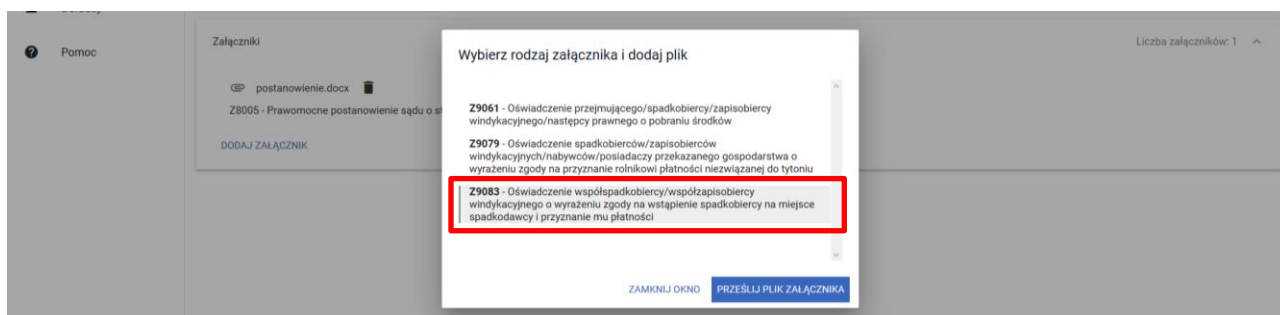 Pomoc
Załączniki
Liczba załączników: 1
postanowienie.docx
Z8005 - Prawomocne postanowienie sądu o
DODAJ ZAŁĄCZNIK
Wybierz rodzaj załącznika i dodaj plik
Z9061 - Oświadczenie przejmującego/spadkobiercy/zapisobiercy
windykacyjnego/następcy prawnego o pobraniu środków
Z9079 - Oświadczenie spadkobierców/zapisobierców
windykacyjnych/nabywców/posiadaczy przekazanego gospodarstwa o
wyrażeniu zgody na przyznanie rolnikowi płatności niezwiązanej do tytoniu
Z9083 - Oświadczenie współspadkobiercy/współzapisobiercy
windykacyjnego o wyrażeniu zgody na wstąpienie spadkobiercy na miejsce
spadkodawcy i przyznanie mu płatności
ZAMKNIJ OKNO
PRZEŚLIJ PLIK ZAŁĄCZNIKA